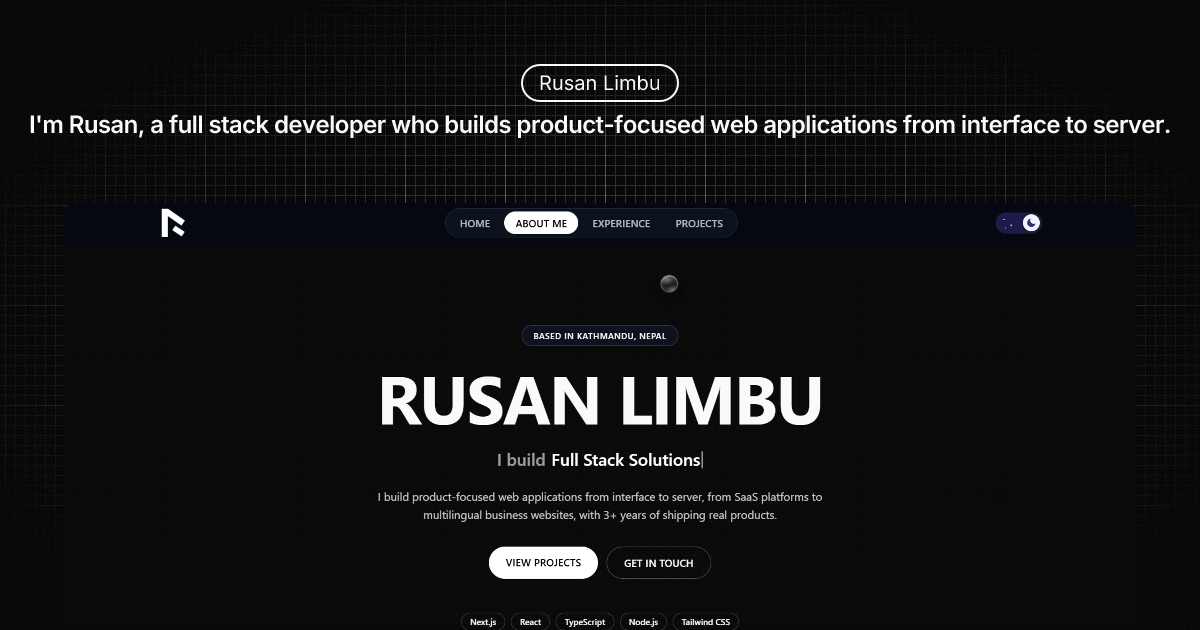 Rusan Limbu
I'm Rusan, a full stack developer who builds product-focused web applications from interface to server.
HOME ABOUT ME EXPERIENCE PROJECTS
BASED IN KATHMANDU, NEPAL
RUSAN LIMBU
I build Full Stack Solutions|
I build product-focused web applications from interface to server, from SaaS platforms to
multilingual business websites, with 3+ years of shipping real products.
VIEW PROJECTS GET IN TOUCH
Next.js React TypeScript Node.js Tailwind CSS